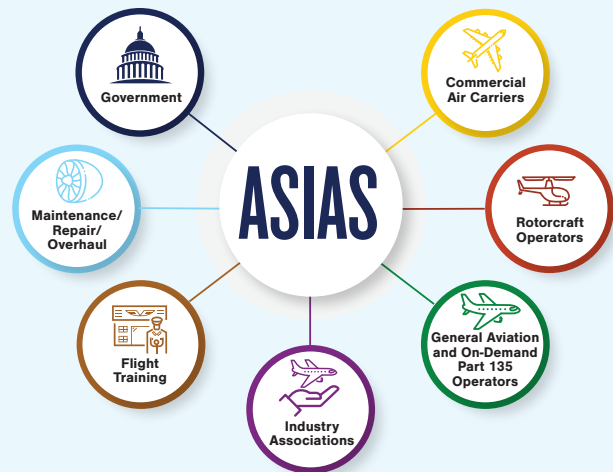 Government
Commercial
Air Carriers
ASIAS
Maintenance/
Repair/
Overhaul
Rotorcraft
Operators
Flight
Training
General Aviation
and On-Demand
Part 135
Operators
Industry
Associations